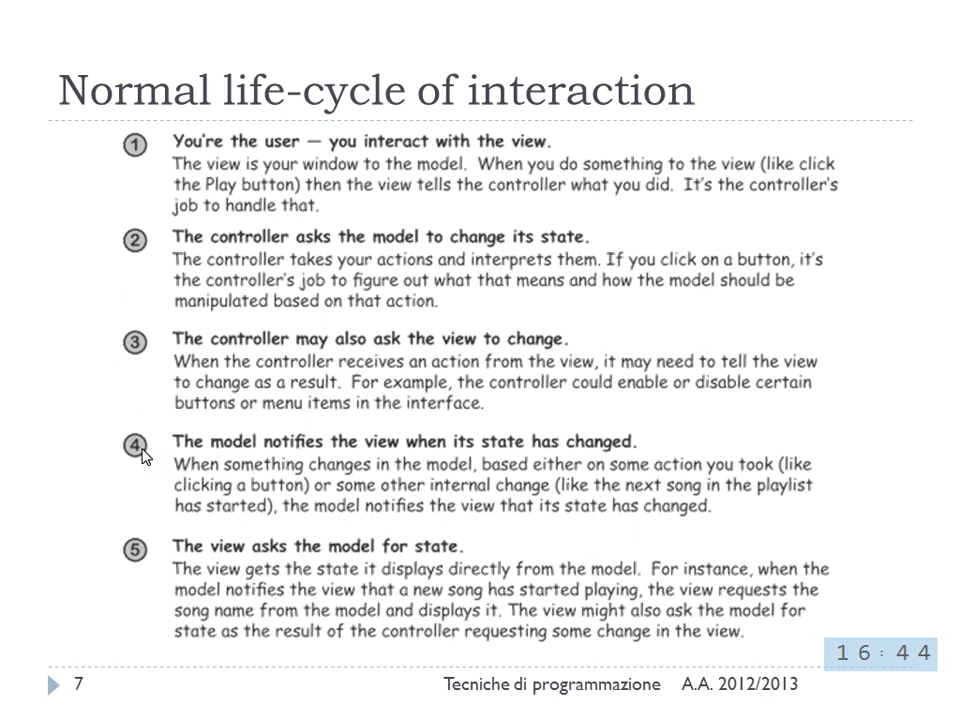 Normal life-cycle of interaction
1 You're the user — you interact with the view.
The view is your window to the model. When you do something to the view (like click
the Play button) then the view tells the controller what you did. It's the controller's
job to handle that.
2 The controller asks the model to change its state.
The controller takes your actions and interprets them. If you click on a button, it's
the controller's job to figure out what that means and how the model should be
manipulated based on that action.
3 The controller may also ask the view to change.
When the controller receives an action from the view, it may need to tell the view
to change as a result. For example, the controller could enable or disable certain
buttons or menu items in the interface.
4 The model notifies the view when its state has changed.
When something changes in the model, based either on some action you took (like
clicking a button) or some other internal change (like the next song in the playlist
has started), the model notifies the view that its state has changed.
5 The view asks the model for state.
The view gets the state it displays directly from the model. For instance, when the
model notifies the view that a new song has started playing, the view requests the
song name from the model and displays it. The view might also ask the model for
state as the result of the controller requesting some change in the view.
16:44
7 Tecniche di programmazione A.A. 2012/2013